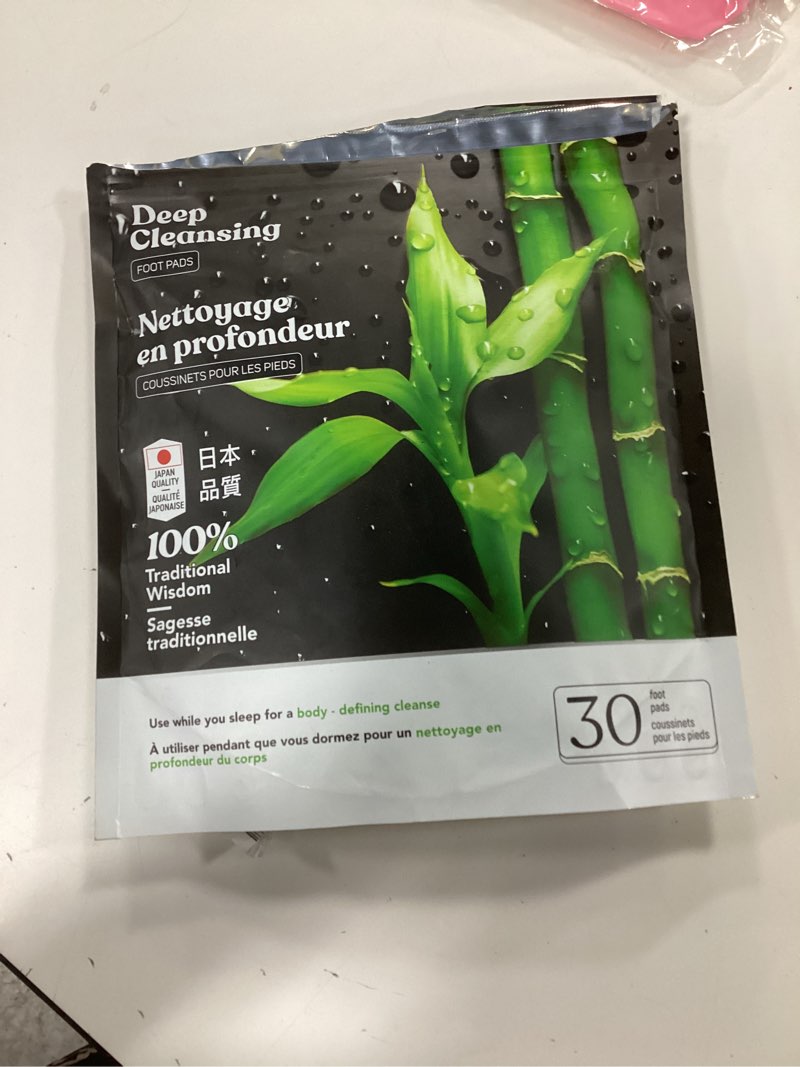 Deep
Cleansing
FOOT PADS
Nettoyage
en profondeur
COUSSINETS POUR LES PIEDS
JAPAN
QUALITY
QUALITÉ
JAPONAISE
日本
品質
100%
Traditional
Wisdom
Sagesse
traditionnelle
Use while you sleep for a body - defining cleanse
À utiliser pendant que vous dormez pour un nettoyage en
profondeur du corps
30
foot
pads
coussinets
pour les pieds